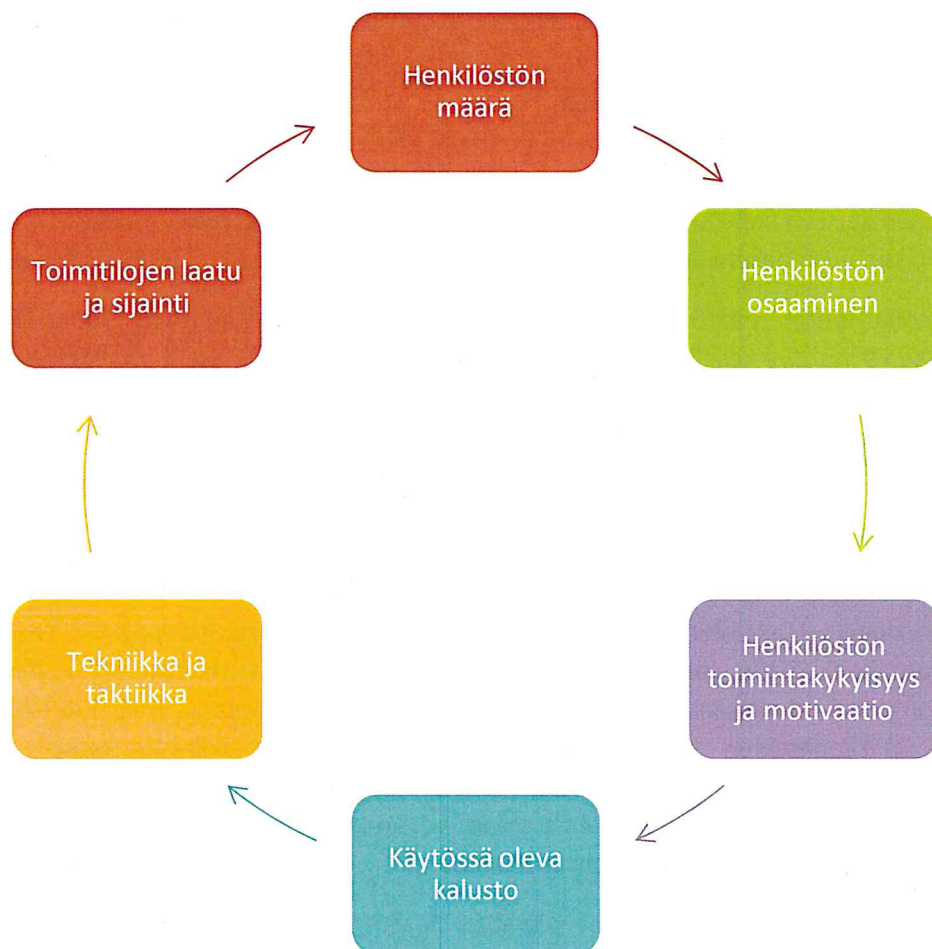 Henkilöstön
määrä
Henkilöstön
osaaminen
Henkilöstön
toimintakykyisyys
ja motivaatio
Käytössä oleva
kalusto
Tekniikka ja
taktiikka
Toimitilojen laatu
ja sijainti